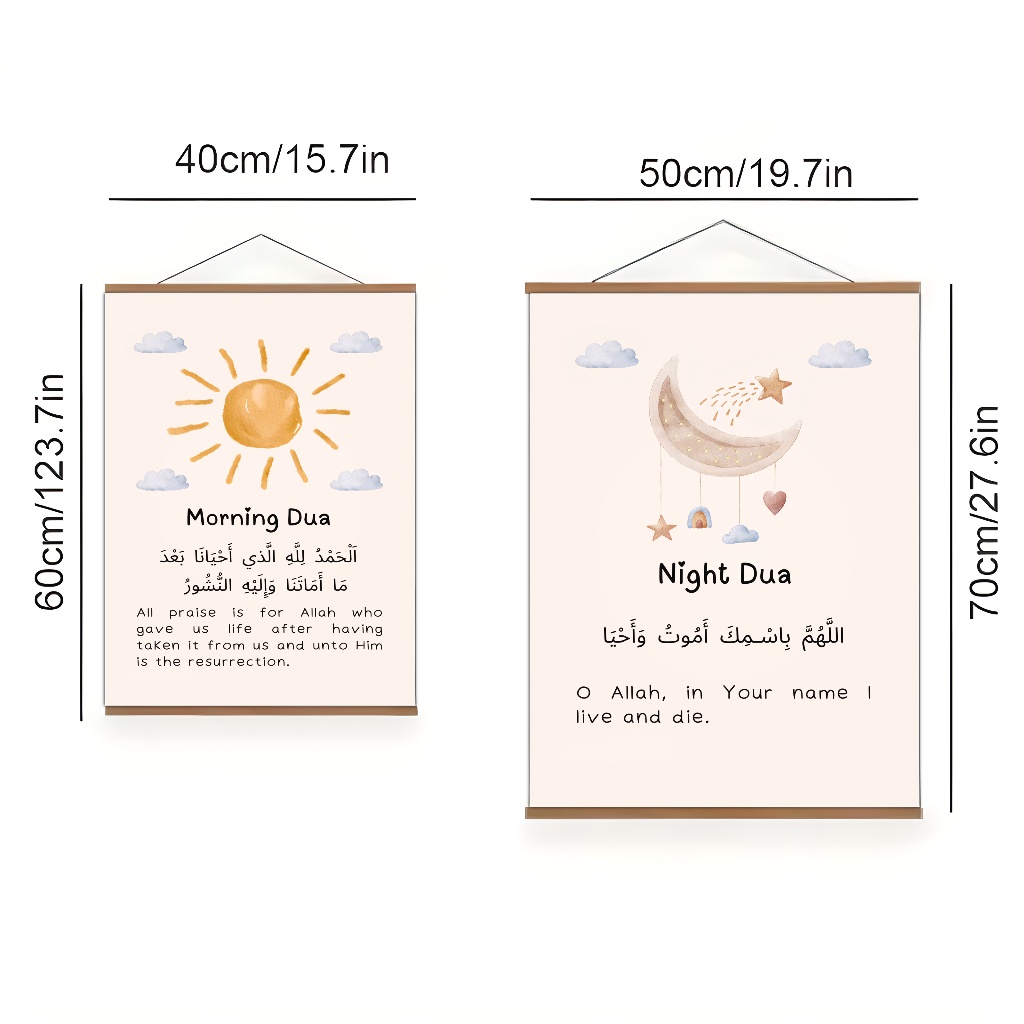 40cm/15.7in
60cm/123.7in
Morning Dua
اَلْحَمْدُ لِلَّهِ الَّذي أَحْيَانَا بَعْدَ
مَا أَمَاتَنَا وَإِلَيْهِ النُّشُورُ
All praise is for Allah who
gave us life after having
taken it from us and unto Him
is the resurrection.
50cm/19.7in
70cm/27.6in
Night Dua
اللَّهُمَّ بِاسْمِكَ أَمُوتُ وَأَحْيَا
O Allah, in Your name I
live and die.